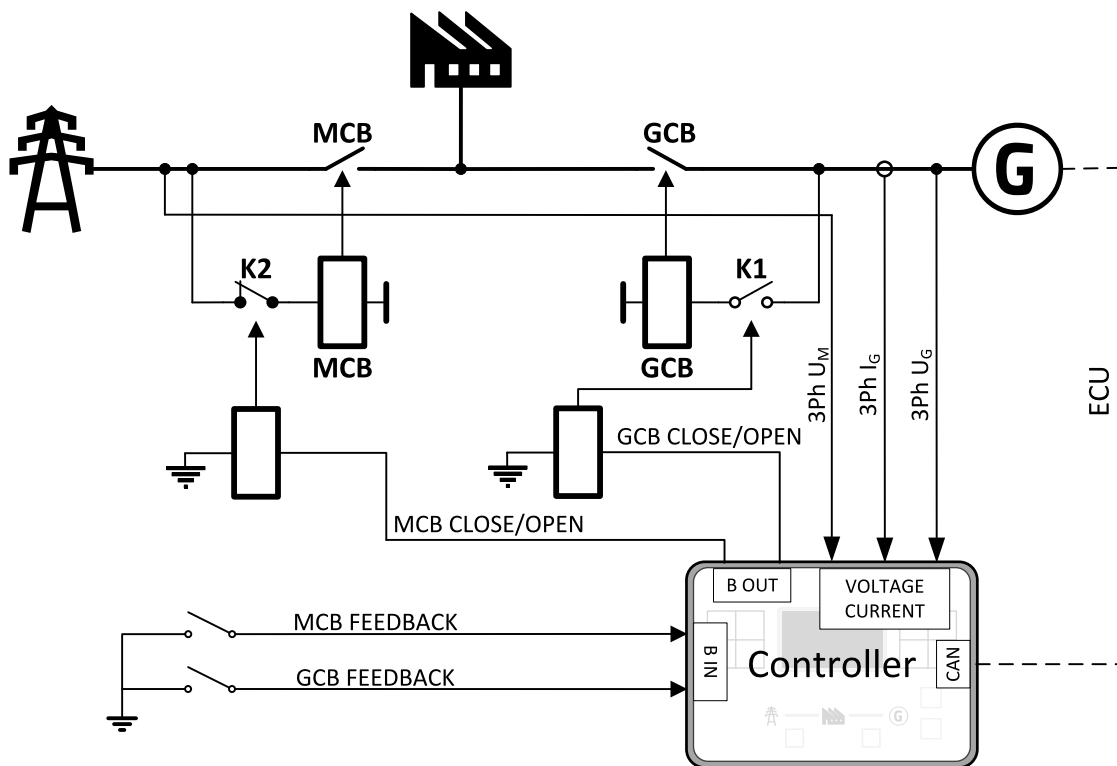 MCB
GCB
G
K2
K1
MCB
GCB
3Ph U_M
3Ph I_G
3Ph U_G
ECU
GCB CLOSE/OPEN
MCB CLOSE/OPEN
B OUT
VOLTAGE
CURRENT
MCB FEEDBACK
GCB FEEDBACK
B IN
Controller
CAN
G